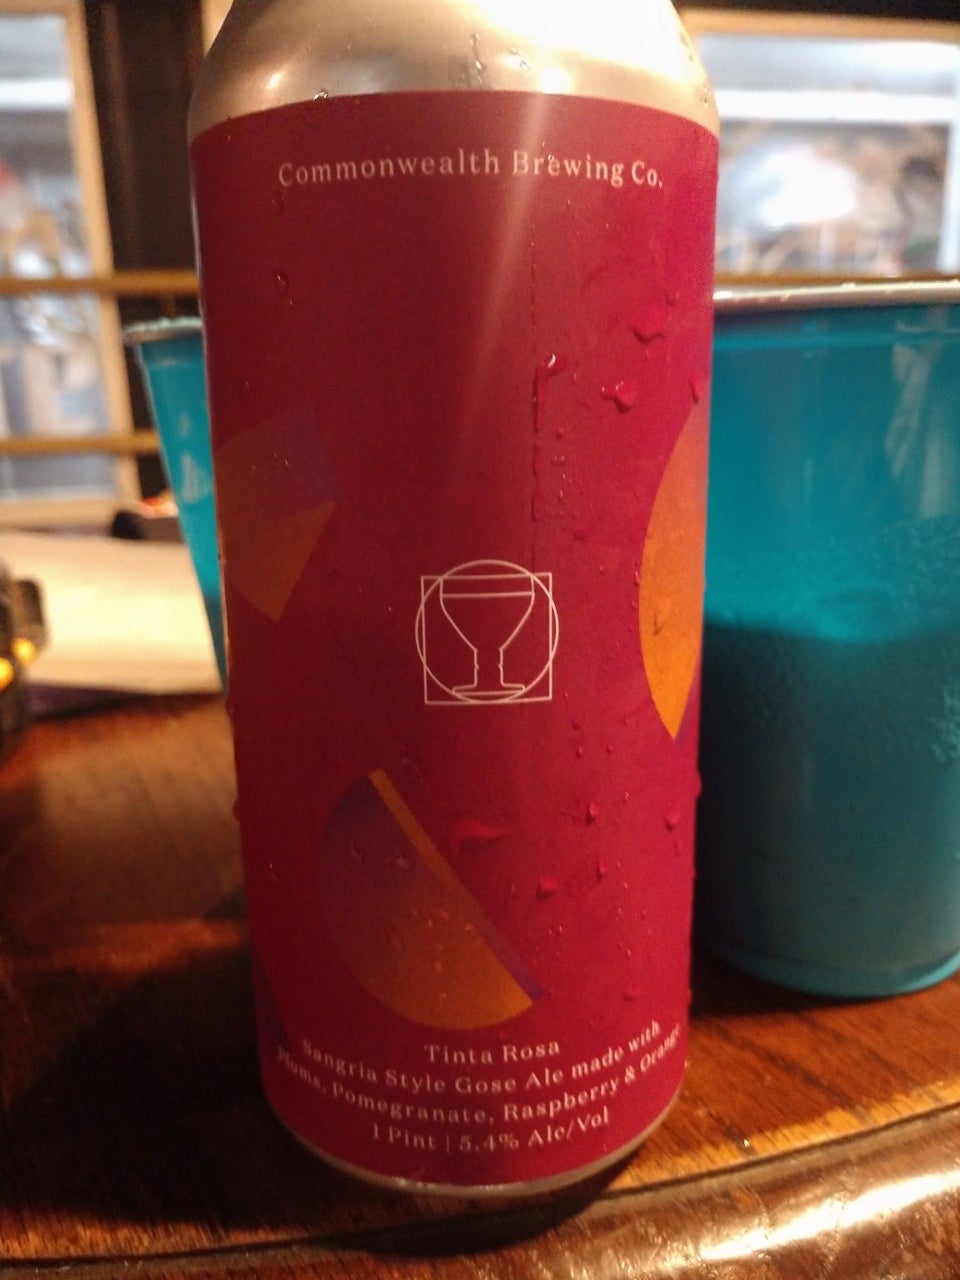 Commonwealth Brewing Co.
Tinta Rosa
Sangria Style Gose Ale made with
Plums, Pomegranate, Raspberry & Orange
1 Pint | 5.4% Alc/Vol